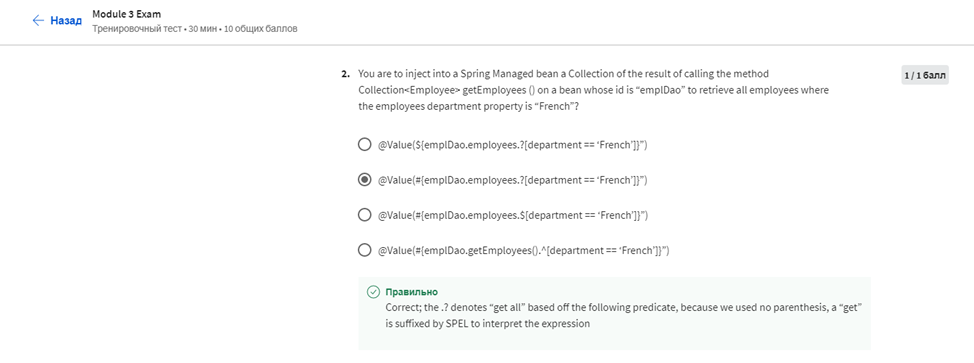 Назад
Module 3 Exam
Тренировочный тест • 30 мин • 10 общих баллов
2. You are to inject into a Spring Managed bean a Collection of the result of calling the method
Collection<Employee> getEmployees () on a bean whose id is “emplDao” to retrieve all employees where
the employees department property is “French”?
1 / 1 балл
@Value(${emplDao.employees.?[department == ‘French’]}”)
@Value(#{emplDao.employees.?[department == ‘French’]}”)
@Value(#{emplDao.employees.$[department == ‘French’]}”)
@Value(#{emplDao.getEmployees().^[department == ‘French’]}”)
Правильно
Correct; the .? denotes “get all” based off the following predicate, because we used no parenthesis, a “get”
is suffixed by SPEL to interpret the expression